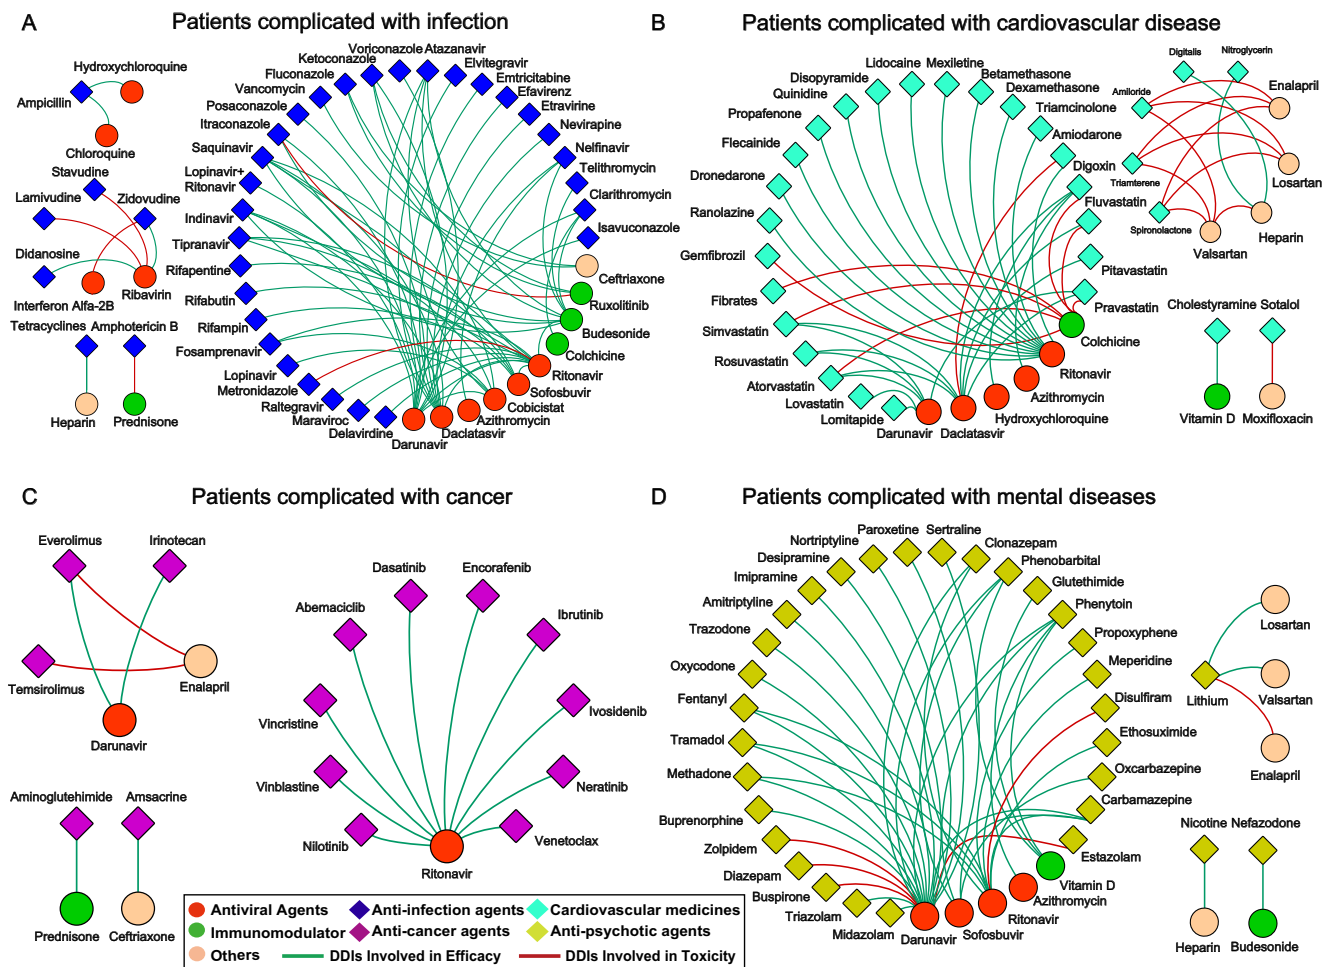 A
Patients complicated with infection
Hydroxychloroquine
Ampicillin
Chloroquine
Stavudine
Lamivudine
Zidovudine
Didanosine
Interferon Alfa-2B
Ribavirin
Tetracyclines
Amphotericin B
Heparin
Prednisone
Voriconazole
Atazanavir
Ketoconazole
Elvitegravir
Fluconazole
Emtricitabine
Vancomycin
Efavirenz
Posaconazole
Etravirine
Itraconazole
Nevirapine
Saquinavir
Nelfinavir
Lopinavir+
Ritonavir
Telithromycin
Clarithromycin
Indinavir
Isavuconazole
Tipranavir
Ceftriaxone
Rifapentine
Ruxolitinib
Rifabutin
Budesonide
Rifampin
Colchicine
Fosamprenavir
Ritonavir
Lopinavir
Sofosbuvir
Metronidazole
Cobicistat
Raltegravir
Azithromycin
Maraviroc
Daclatasvir
Delavirdine
Darunavir
B
Patients complicated with cardiovascular disease
Lidocaine
Mexiletine
Disopyramide
Betamethasone
Quinidine
Dexamethasone
Propafenone
Triamcinolone
Flecainide
Amiodarone
Dronedarone
Digoxin
Ranolazine
Fluvastatin
Gemfibrozil
Pitavastatin
Fibrates
Pravastatin
Simvastatin
Colchicine
Rosuvastatin
Ritonavir
Atorvastatin
Azithromycin
Lovastatin
Hydroxychloroquine
Lomitapide
Darunavir
Daclatasvir
Digitalis
Nitroglycerin
Amiloride
Enalapril
Triamterene
Losartan
Spironolactone
Valsartan
Heparin
Cholestyramine
Sotalol
Vitamin D
Moxifloxacin
C
Patients complicated with cancer
Everolimus
Irinotecan
Temsirolimus
Enalapril
Darunavir
Aminoglutehimide
Amsacrine
Prednisone
Ceftriaxone
Dasatinib
Encorafenib
Abemaciclib
Ibrutinib
Vincristine
Ivosidenib
Vinblastine
Neratinib
Nilotinib
Venetoclax
Ritonavir
D
Patients complicated with mental diseases
Paroxetine
Sertraline
Nortriptyline
Clonazepam
Desipramine
Phenobarbital
Imipramine
Glutethimide
Amitriptyline
Phenytoin
Trazodone
Propoxyphene
Oxycodone
Meperidine
Fentanyl
Disulfiram
Tramadol
Ethosuximide
Methadone
Oxcarbazepine
Buprenorphine
Carbamazepine
Zolpidem
Estazolam
Diazepam
Vitamin D
Buspirone
Azithromycin
Triazolam
Ritonavir
Midazolam
Darunavir
Sofosbuvir
Lithium
Losartan
Valsartan
Enalapril
Nicotine
Nefazodone
Heparin
Budesonide
Antiviral Agents
Anti-infection agents
Cardiovascular medicines
Immunomodulator
Anti-cancer agents
Anti-psychotic agents
Others
DDIs Involved in Efficacy
DDIs Involved in Toxicity